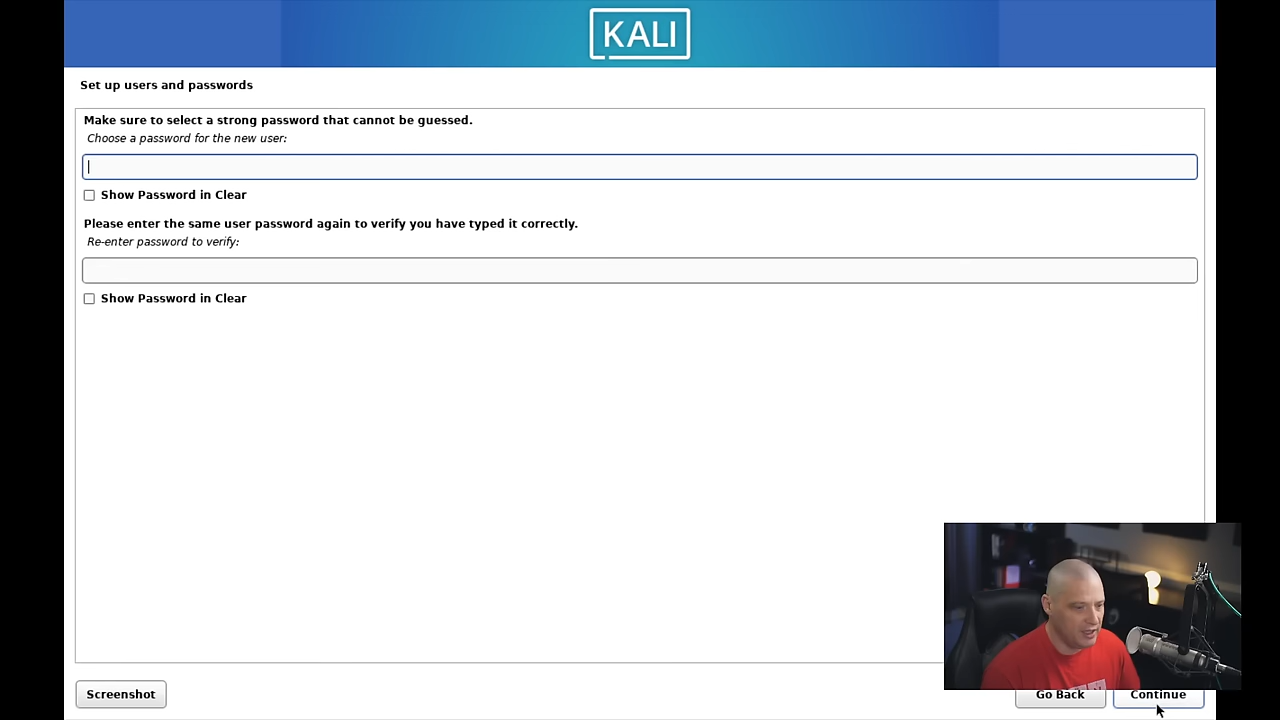 KALI
Set up users and passwords
Make sure to select a strong password that cannot be guessed.
Choose a password for the new user:
Show Password in Clear
Please enter the same user password again to verify you have typed it correctly.
Re-enter password to verify:
Show Password in Clear
Screenshot
Go Back
Continue